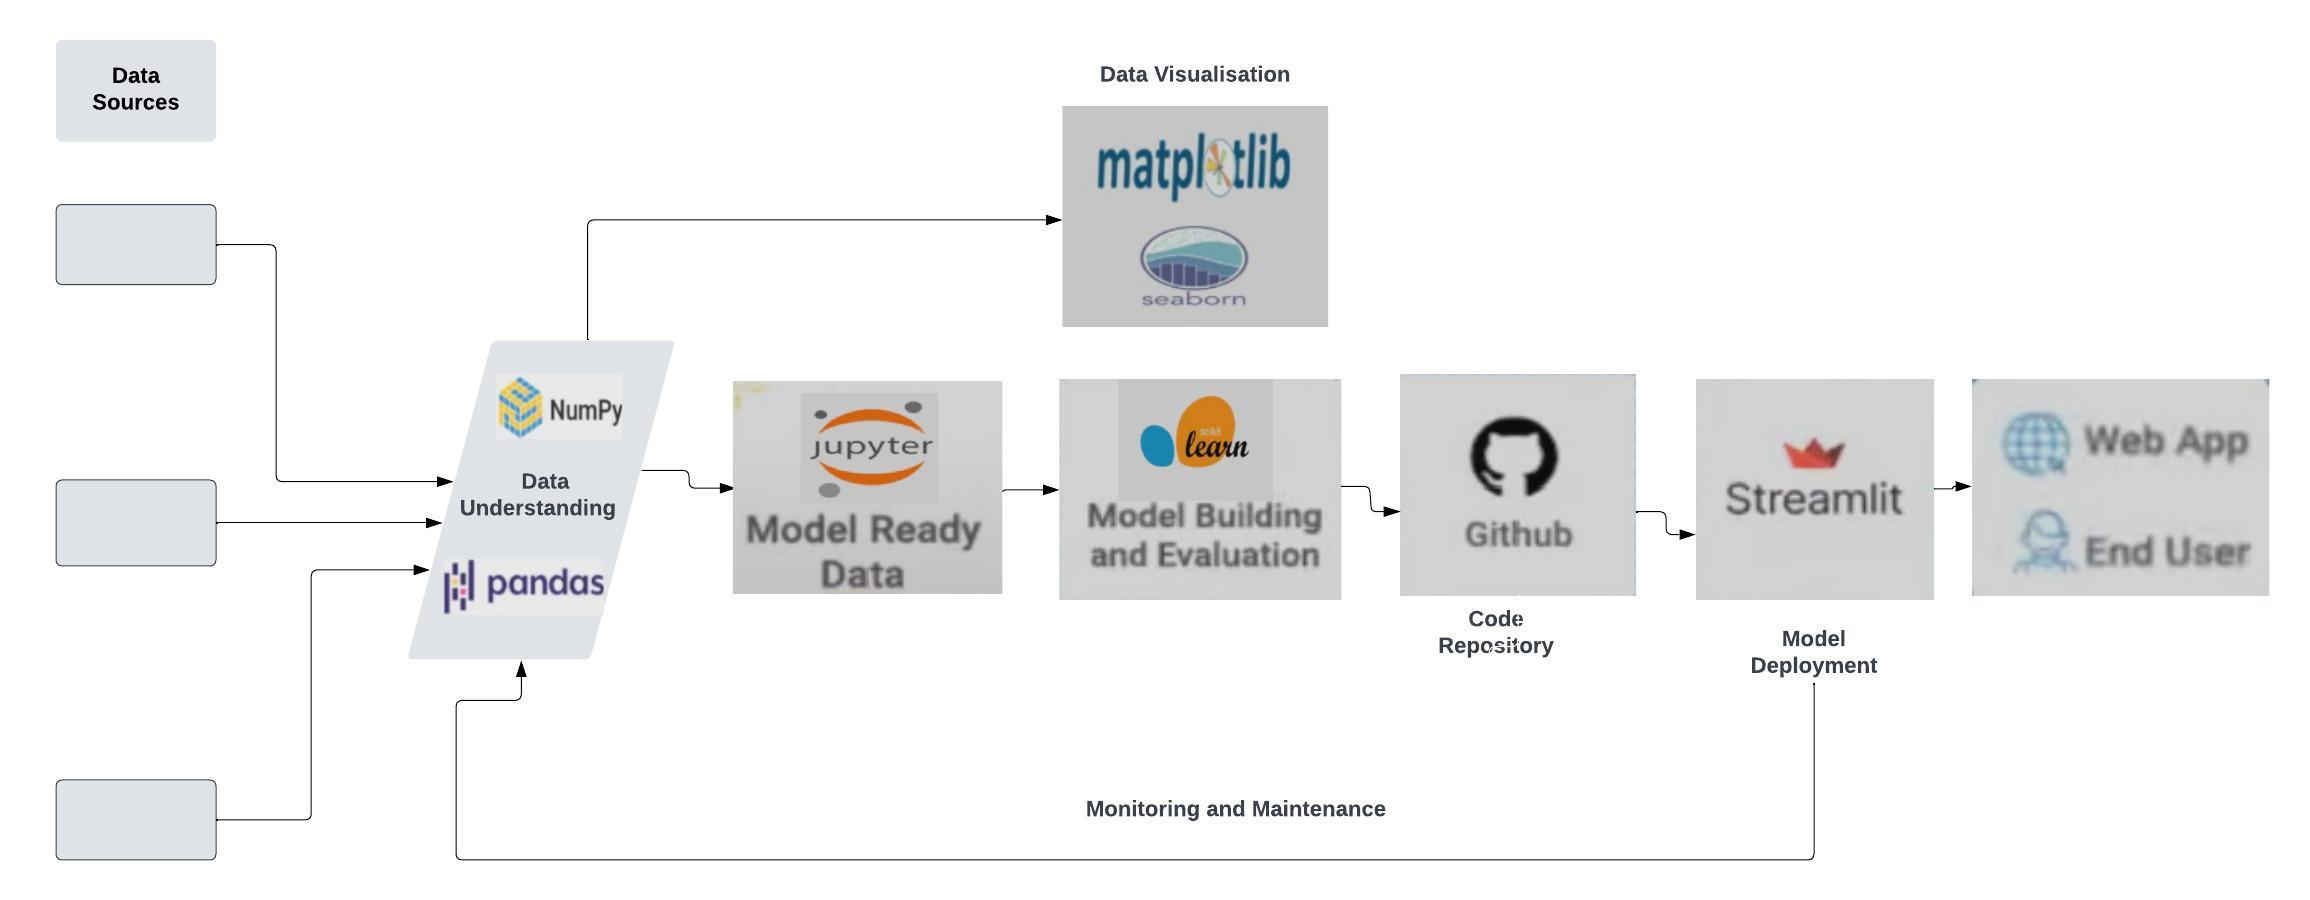 Data
Sources
Data Visualisation
matplotlib
seaborn
NumPy
Data
Understanding
pandas
jupyter
Model Ready
Data
scikit
learn
Model Building
and Evaluation
Github
Code
Repository
Streamlit
Model
Deployment
Web App
End User
Monitoring and Maintenance